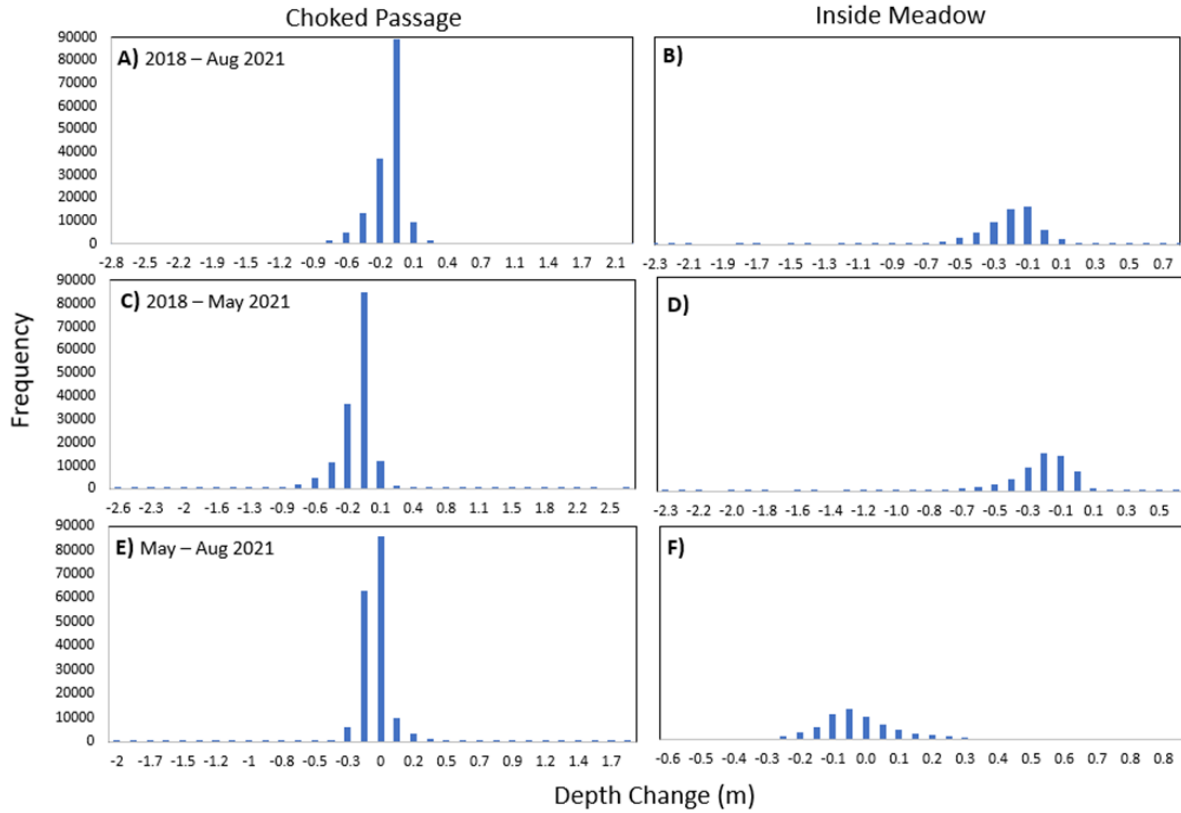 Choked Passage Inside Meadow
A) 2018 – Aug 2021 B)
90000
80000
70000
60000
50000
40000
30000
20000
10000
0
-2.8 -2.5 -2.2 -1.9 -1.5 -1.2 -0.9 -0.6 -0.2 0.1 0.4 0.7 1.1 1.4 1.7 2.1
-2.3 -2.1 -1.9 -1.7 -1.5 -1.3 -1.1 -0.9 -0.7 -0.5 -0.3 -0.1 0.1 0.3 0.5 0.7
C) 2018 – May 2021 D)
90000
80000
70000
60000
50000
40000
30000
20000
10000
0
-2.6 -2.3 -2 -1.6 -1.3 -0.9 -0.6 -0.2 0.1 0.4 0.8 1.1 1.5 1.8 2.2 2.5
-2.3 -2.2 -2.0 -1.8 -1.6 -1.4 -1.2 -1.0 -0.8 -0.7 -0.5 -0.3 -0.1 0.1 0.3 0.5
E) May – Aug 2021 F)
90000
80000
70000
60000
50000
40000
30000
20000
10000
0
-2 -1.7 -1.5 -1.2 -1 -0.8 -0.5 -0.3 0 0.2 0.5 0.7 0.9 1.2 1.4 1.7
-0.6 -0.5 -0.4 -0.3 -0.3 -0.2 -0.1 0.0 0.1 0.2 0.3 0.4 0.5 0.6 0.7 0.8
Frequency
Depth Change (m)